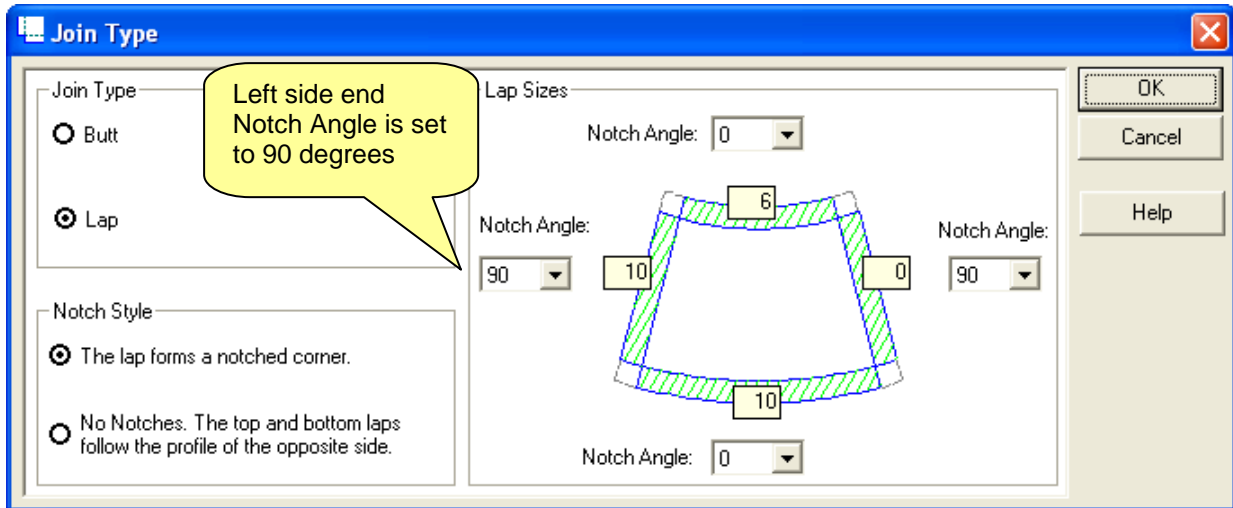 Join Type
Join Type
Butt
Lap
Left side end
Notch Angle is set
to 90 degrees
Notch Style
The lap forms a notched corner.
No Notches. The top and bottom laps
follow the profile of the opposite side.
Lap Sizes
Notch Angle: 0
6
Notch Angle:
90
10
0
Notch Angle:
90
10
Notch Angle: 0
OK
Cancel
Help